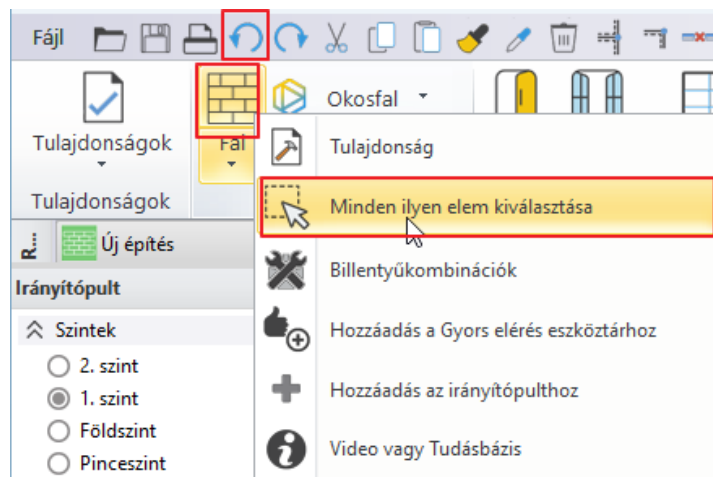 Fájl
Okosfal
Tulajdonságok
Fal
Tulajdonság
Tulajdonságok
Minden ilyen elem kiválasztása
R...
Új építés
Billentyűkombinációk
Irányítópult
Szintek
Hozzáadás a Gyors elérés eszköztárhoz
2. szint
1. szint
Hozzáadás az irányítópulthoz
Földszint
Video vagy Tudásbázis
Pinceszint